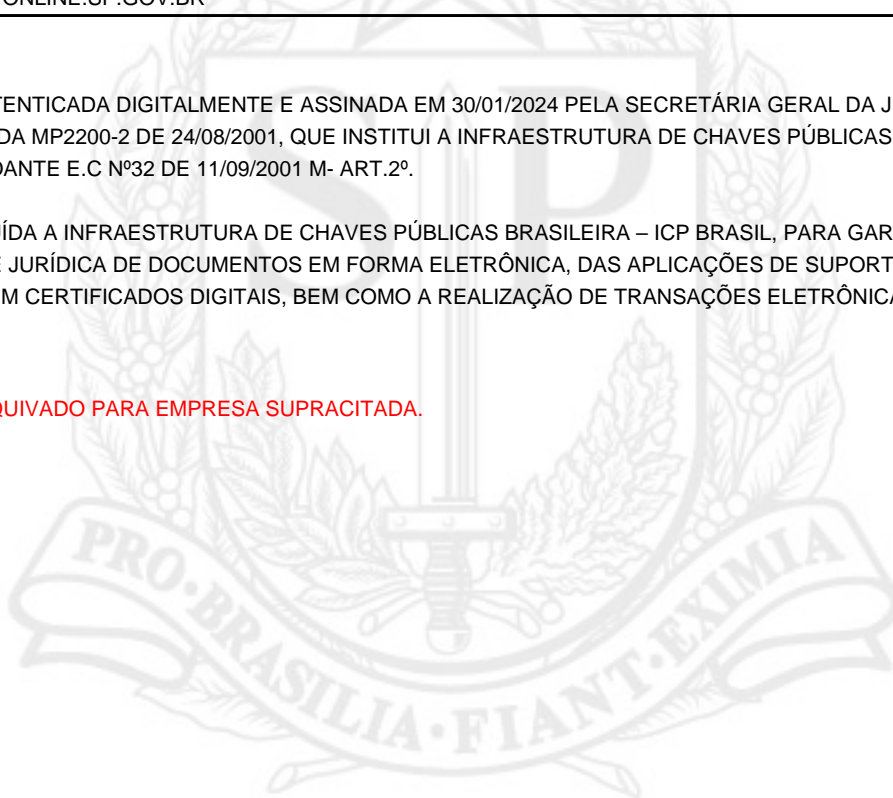 ONLINE.SP.GOV.BR
TENTICADA DIGITALMENTE E ASSINADA EM 30/01/2024 PELA SECRETÁRIA GERAL DA J
DA MP2200-2 DE 24/08/2001, QUE INSTITUI A INFRAESTRUTURA DE CHAVES PÚBLICAS
DANTE E.C Nº32 DE 11/09/2001 M- ART.2º.
ÍDA A INFRAESTRUTURA DE CHAVES PÚBLICAS BRASILEIRA – ICP BRASIL, PARA GAR
E JURÍDICA DE DOCUMENTOS EM FORMA ELETRÔNICA, DAS APLICAÇÕES DE SUPORT
M CERTIFICADOS DIGITAIS, BEM COMO A REALIZAÇÃO DE TRANSAÇÕES ELETRÔNICA
QUIVADO PARA EMPRESA SUPRACITADA.
SP
PRO·BRASILIA·FIANT·EXIMIA